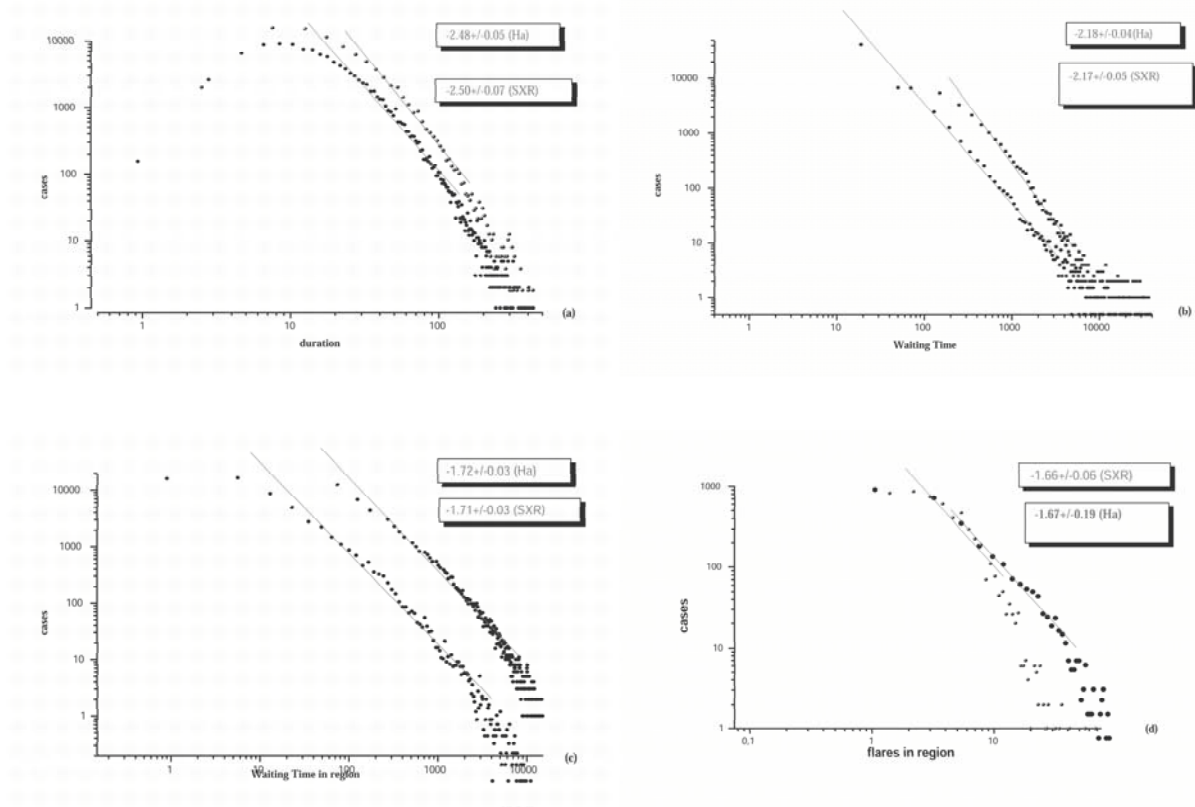 -2.48+/-0.05 (Ha)
-2.50+/-0.07 (SXR)
10000
1000
100
10
1
cases
1
10
100
duration
(a)
-2.18+/-0.04(Ha)
-2.17+/-0.05 (SXR)
10000
1000
100
10
1
cases
1
10
100
1000
10000
Waiting Time
(b)
-1.72+/-0.03 (Ha)
-1.71+/-0.03 (SXR)
10000
1000
100
10
1
cases
1
10
100
1000
10000
Waiting Time in region
(c)
-1.66+/-0.06 (SXR)
-1.67+/-0.19 (Ha)
1000
100
10
1
cases
0,1
1
10
flares in region
(d)